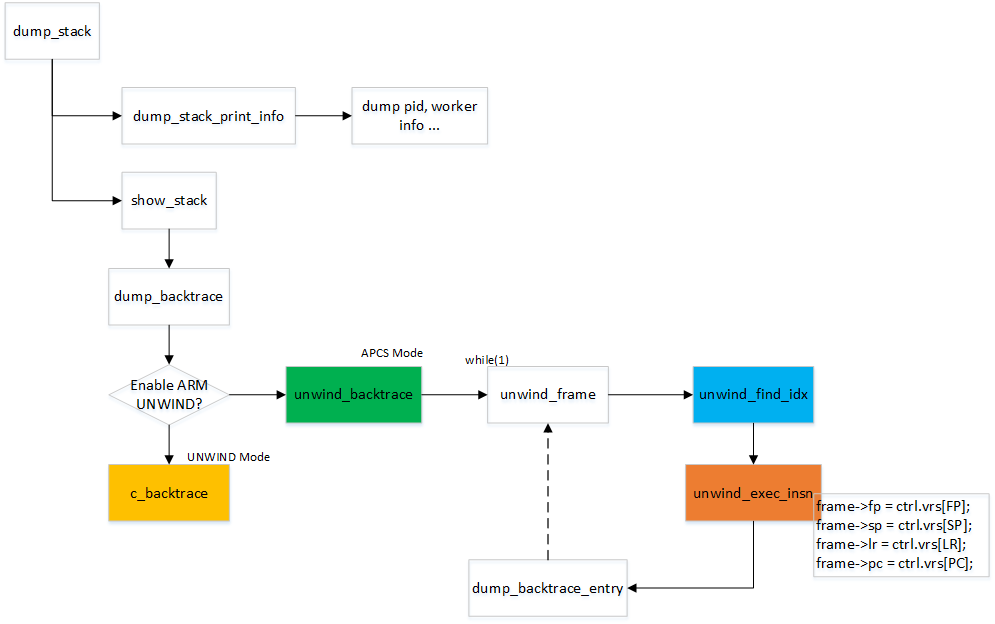 dump_stack
dump_stack_print_info
dump pid, worker
info ...
show_stack
dump_backtrace
Enable ARM
UNWIND?
APCS Mode
unwind_backtrace
while(1)
unwind_frame
unwind_find_idx
UNWIND Mode
c_backtrace
unwind_exec_insn
frame->fp = ctrl.vrs[FP];
frame->sp = ctrl.vrs[SP];
frame->lr = ctrl.vrs[LR];
frame->pc = ctrl.vrs[PC];
dump_backtrace_entry